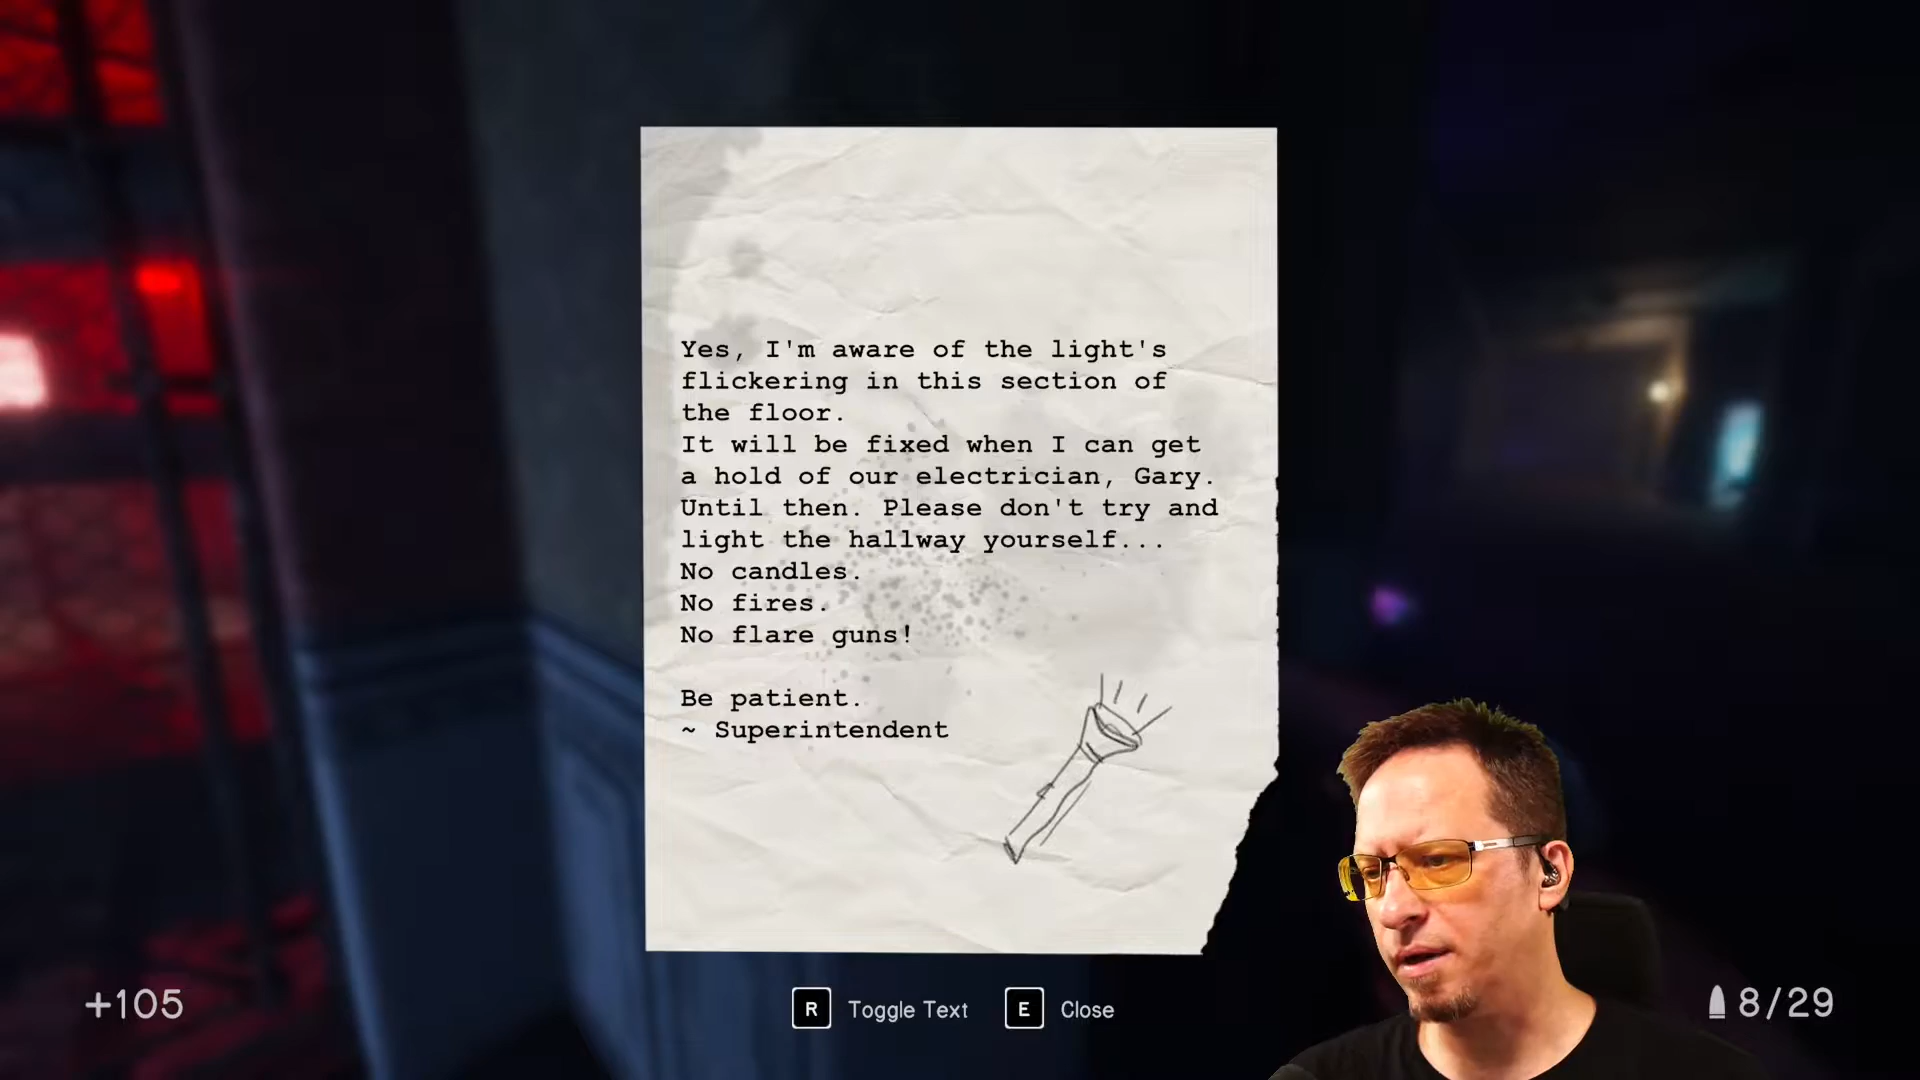 Yes, I'm aware of the light's
flickering in this section of
the floor.
It will be fixed when I can get
a hold of our electrician, Gary.
Until then. Please don't try and
light the hallway yourself...
No candles.
No fires.
No flare guns!
Be patient.
~ Superintendent
+105
R Toggle Text E Close
8/29